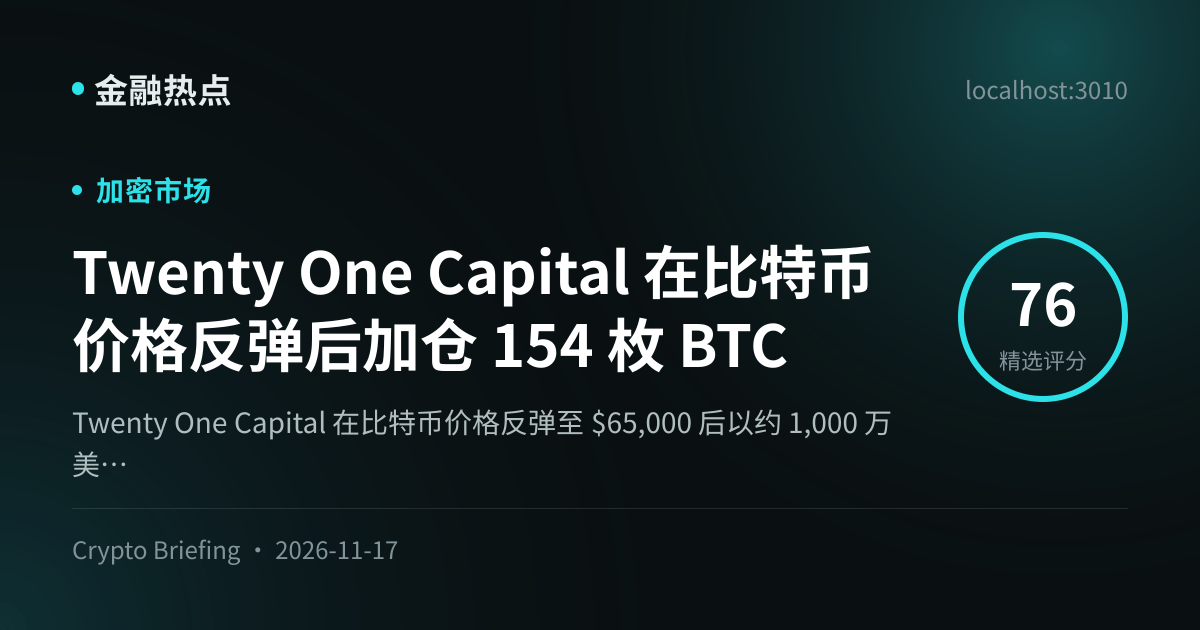 金融热点
localhost:3010
加密市场
Twenty One Capital 在比特币
价格反弹后加仓 154 枚 BTC
76
精选评分
Twenty One Capital 在比特币价格反弹至 $65,000 后以约 1,000 万
美…
Crypto Briefing • 2026-11-17